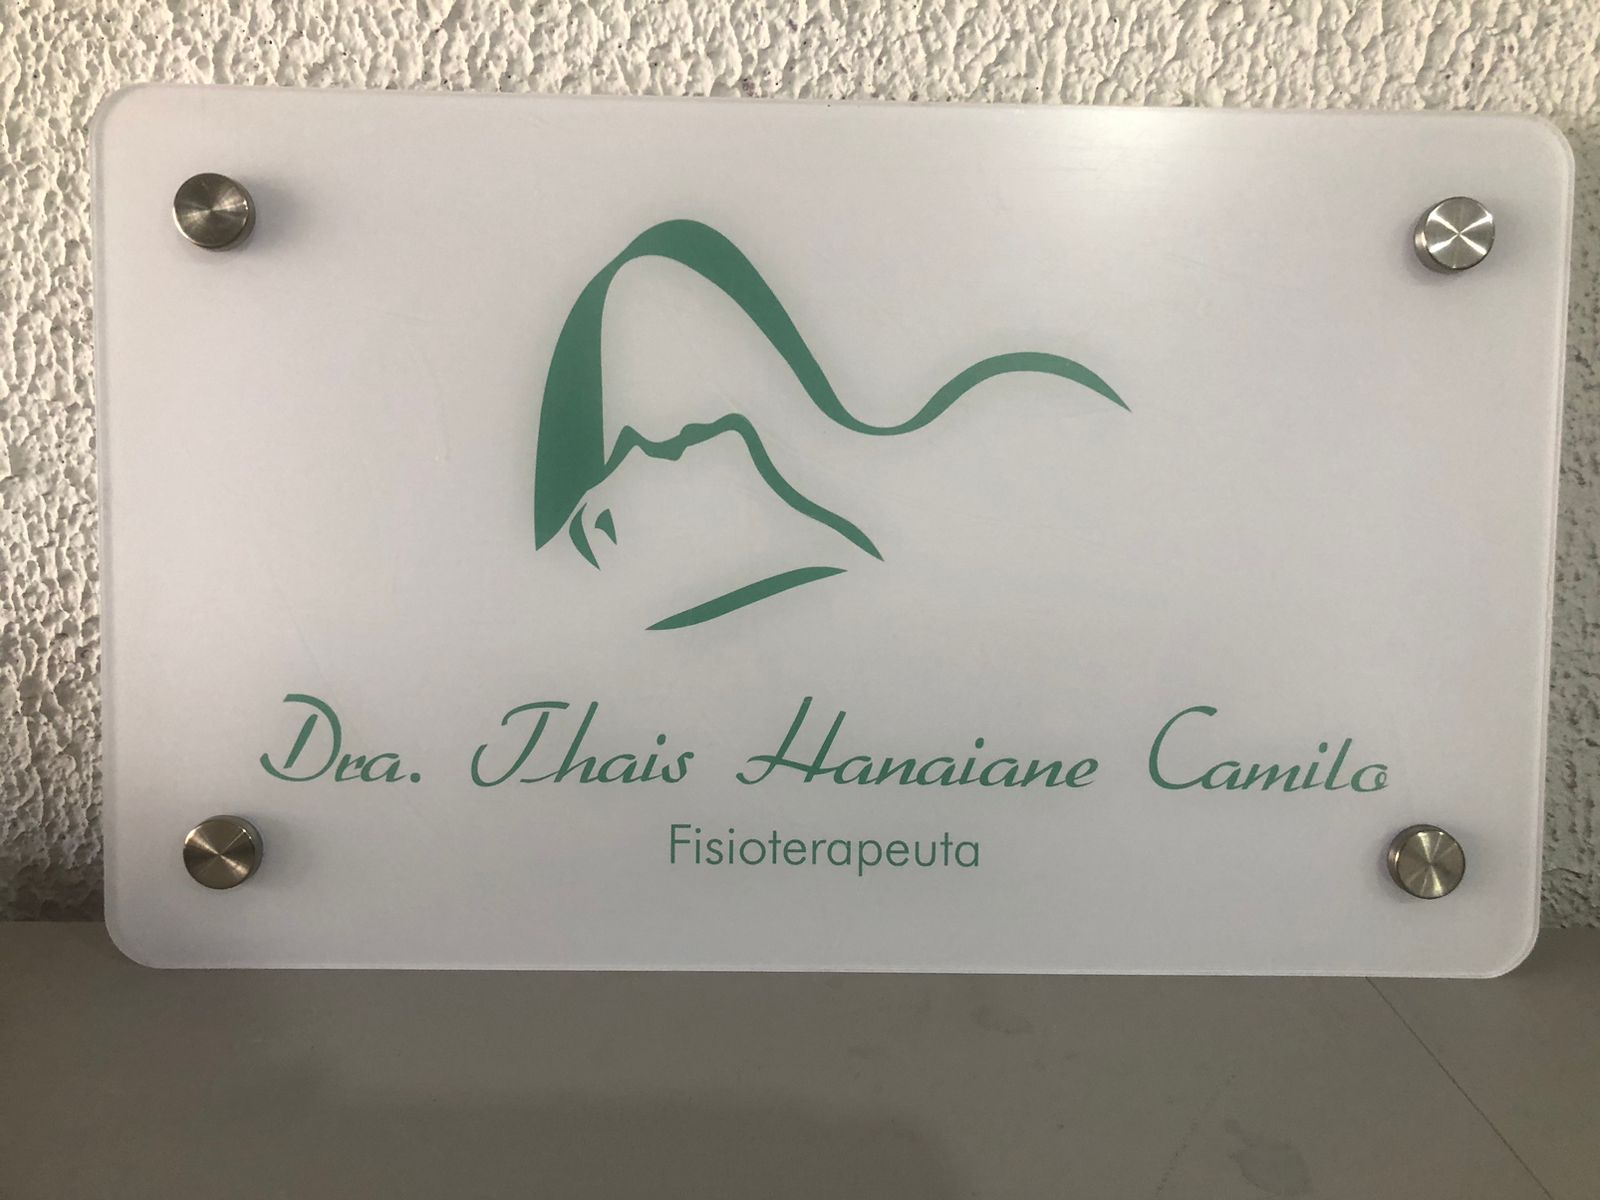 Dra. Thais Hanaiane Camilo
Fisioterapeuta